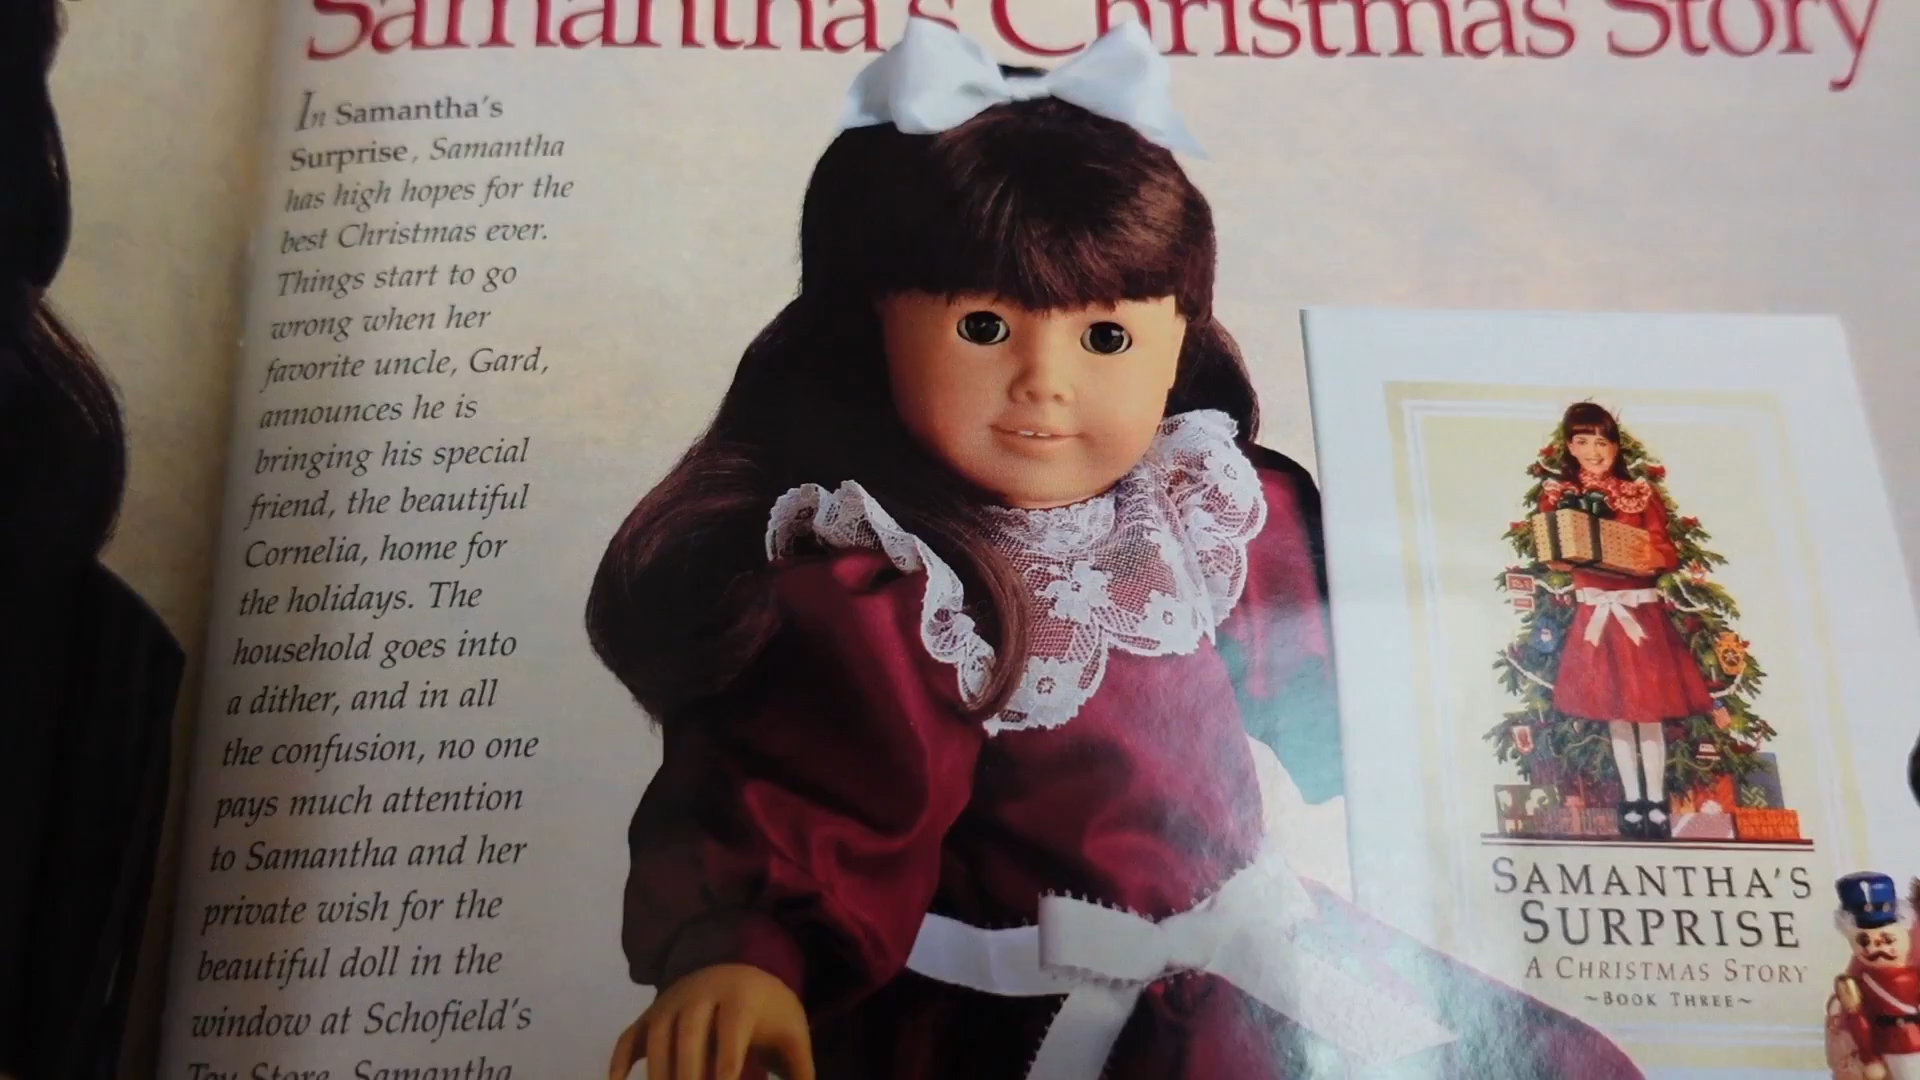 Samantha's Christmas Story
In Samantha's
Surprise, Samantha
has high hopes for the
best Christmas ever.
Things start to go
wrong when her
favorite uncle, Gard,
announces he is
bringing his special
friend, the beautiful
Cornelia, home for
the holidays. The
household goes into
a dither, and in all
the confusion, no one
pays much attention
to Samantha and her
private wish for the
beautiful doll in the
window at Schofield's
Toy Store. Samantha
SAMANTHA'S
SURPRISE
A CHRISTMAS STORY
~BOOK THREE~